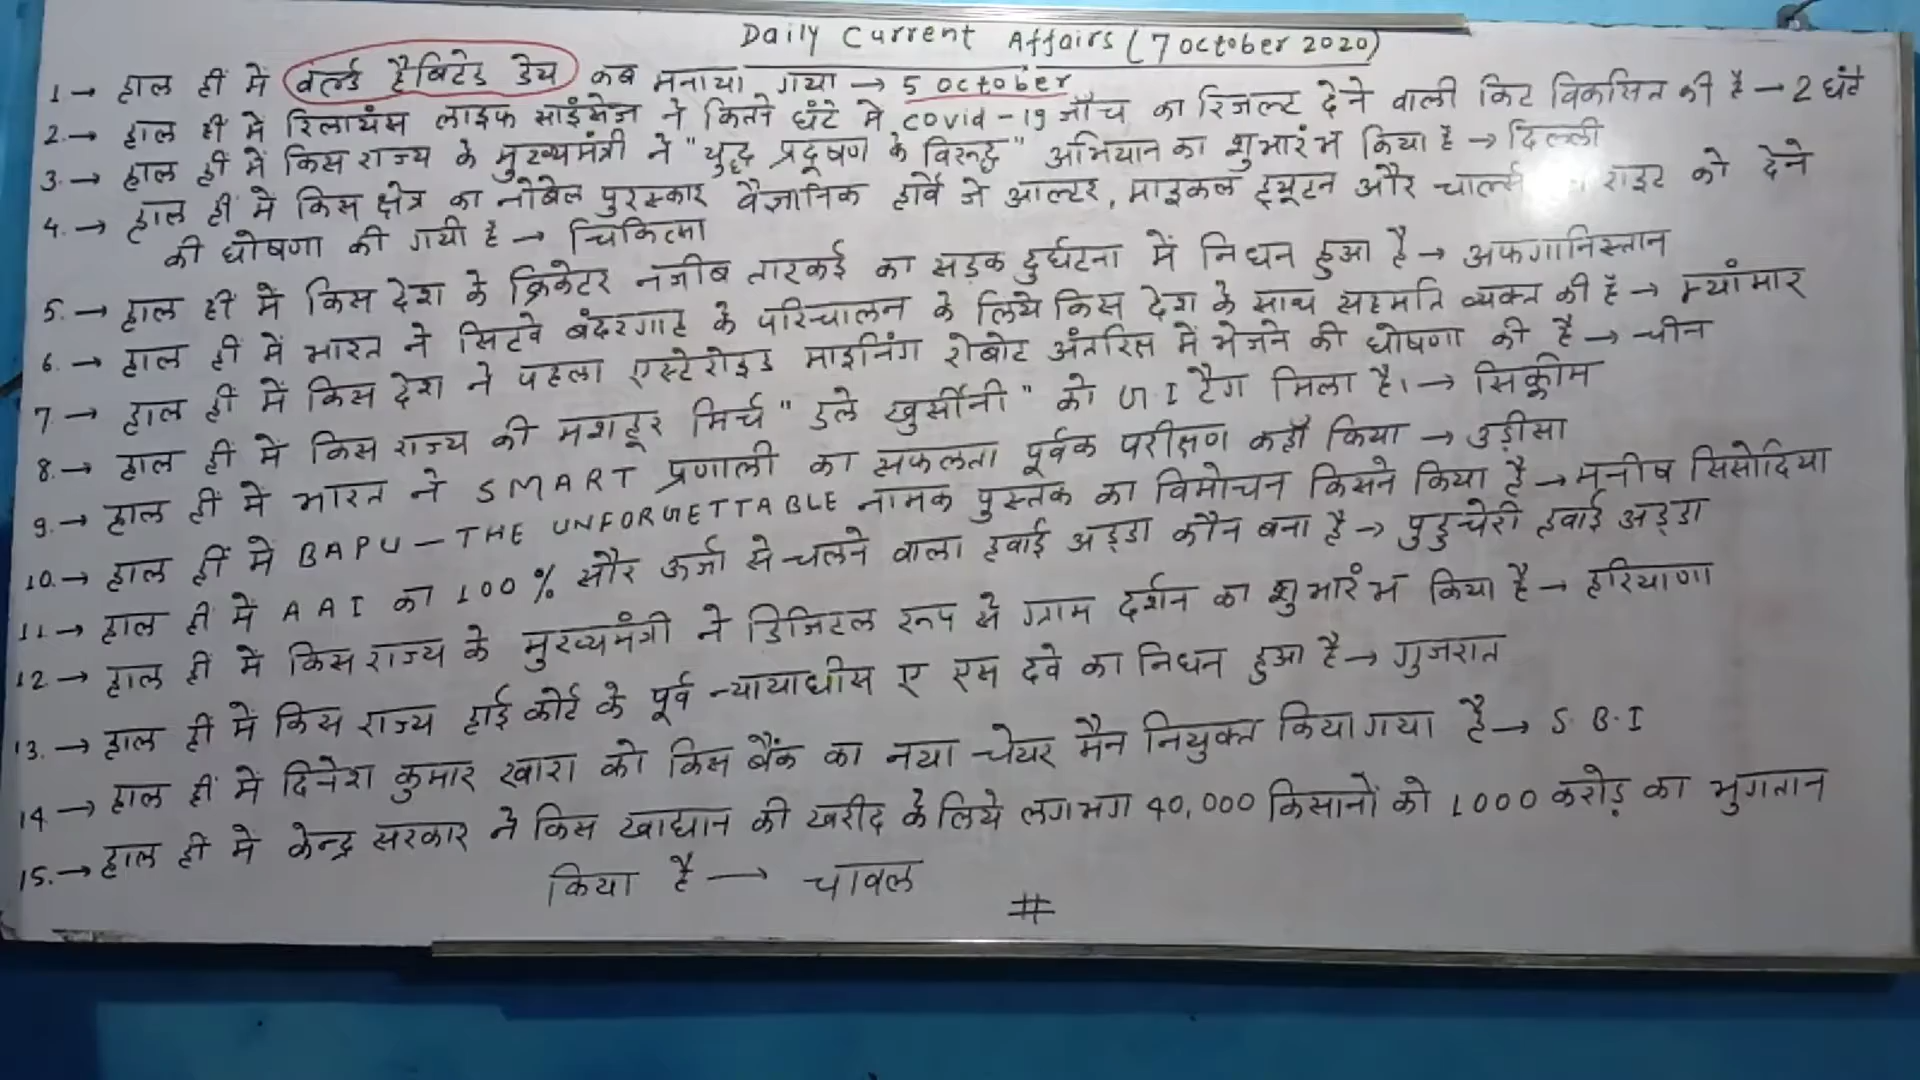 Daily Current Affairs (7 October 2020)
1 → हाल हीं में वर्ल्ड हैबिटेड डेय कब मनाया गया → 5 October
2. → हाल ही में रिलायंस लाइफ साइंसेज ने कितने घंटे मे covid-19 जाँच का रिजल्ट देने वाली किट विकसित की है → 2 घंटे
3. → हाल हीं में किस राज्य के मुख्यमंत्री ने "युद्ध प्रदूषण के विरूद्ध" अभियान का शुभारंभ किया है → दिल्ली
4. → हाल हीं मे किस क्षेत्र का नोबेल पुरस्कार वैज्ञानिक हार्वे जे आल्टर, माइकल ह्यूटन और चार्ल्स राइट को देने
की घोषणा की गयी है → चिकित्सा
5. → हाल हीं में किस देश के क्रिकेटर नजीब तारकई का सड़क दुर्घटना में निधन हुआ है → अफगानिस्तान
6. → हाल हीं में भारत ने सिटवे बंदरगाह के परिचालन के लिये किस देश के साथ सहमति व्यक्त की है → म्यांमार
7 → हाल हीं में किस देश ने पहला एस्टेरोइड माइनिंग रोबोट अंतरिक्ष में भेजने की घोषणा की है → चीन
8. → हाल हीं में किस राज्य की मशहूर मिर्च "डले खुर्सीनी" को GI टैग मिला है। → सिक्कीम
9. → हाल हीं में भारत ने SMART प्रणाली का सफलता पूर्वक परीक्षण कहाँ किया → उड़ीसा
10. → हाल हीं में BAPU – THE UNFORGETTABLE नामक पुस्तक का विमोचन किसने किया है → मनीष सिसोदिया
11. → हाल हीं में AAI का 100% सौर ऊर्जा से चलने वाला हवाई अड्डा कौन बना है → पुडुचेरी हवाई अड्डा
12. → हाल हीं में किस राज्य के मुख्यमंत्री ने डिजिटल रूप से ग्राम दर्शन का शुभारंभ किया है → हरियाणा
13. → हाल हीं में किस राज्य हाई कोर्ट के पूर्व न्यायाधीस ए एस दवे का निधन हुआ है → गुजरात
14 → हाल हीं मे दिनेश कुमार खारा को किस बैंक का नया चेयर मैन नियुक्त किया गया है → S.B.I
15. → हाल हीं मे केन्द्र सरकार ने किस खाद्यान की खरीद के लिये लगभग 40,000 किसानों को 1000 करोड़ का भुगतान
किया है → चावल
#